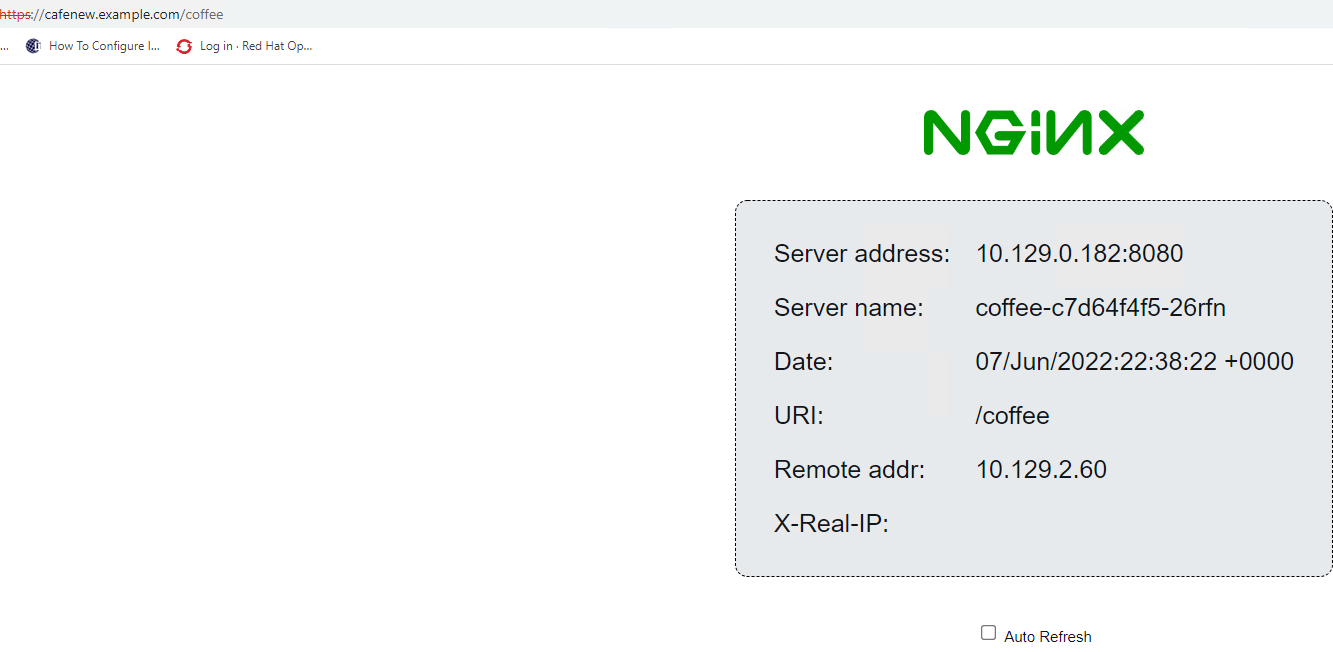 https://cafenew.example.com/coffee
... How To Configure I... Log in · Red Hat Op...
NGINX
Server address: 10.129.0.182:8080
Server name: coffee-c7d64f4f5-26rfn
Date: 07/Jun/2022:22:38:22 +0000
URI: /coffee
Remote addr: 10.129.2.60
X-Real-IP:
Auto Refresh